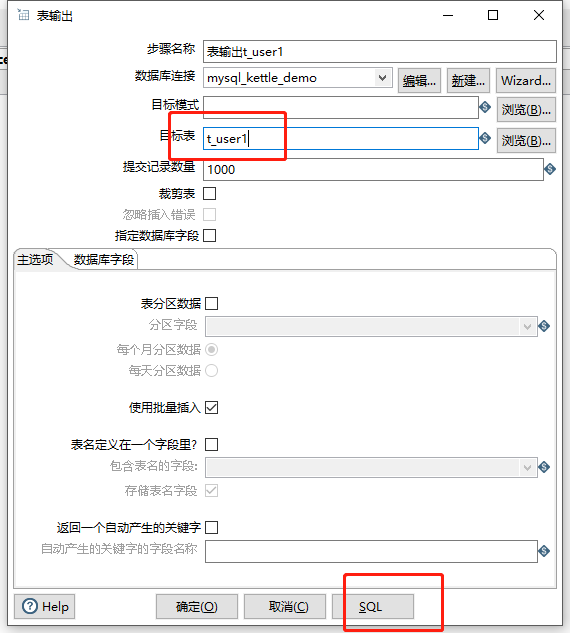 表输出
步骤名称 表输出t_user1
数据库连接 mysql_kettle_demo 编辑... 新建... Wizard...
目标模式 浏览(B)...
目标表 t_user1 浏览(B)...
提交记录数量 1000
裁剪表
忽略插入错误
指定数据库字段
主选项 数据库字段
表分区数据
分区字段
每个月分区数据
每天分区数据
使用批量插入
表名定义在一个字段里?
包含表名的字段:
存储表名字段
返回一个自动产生的关键字
自动产生的关键字的字段名称
Help 确定(O) 取消(C) SQL